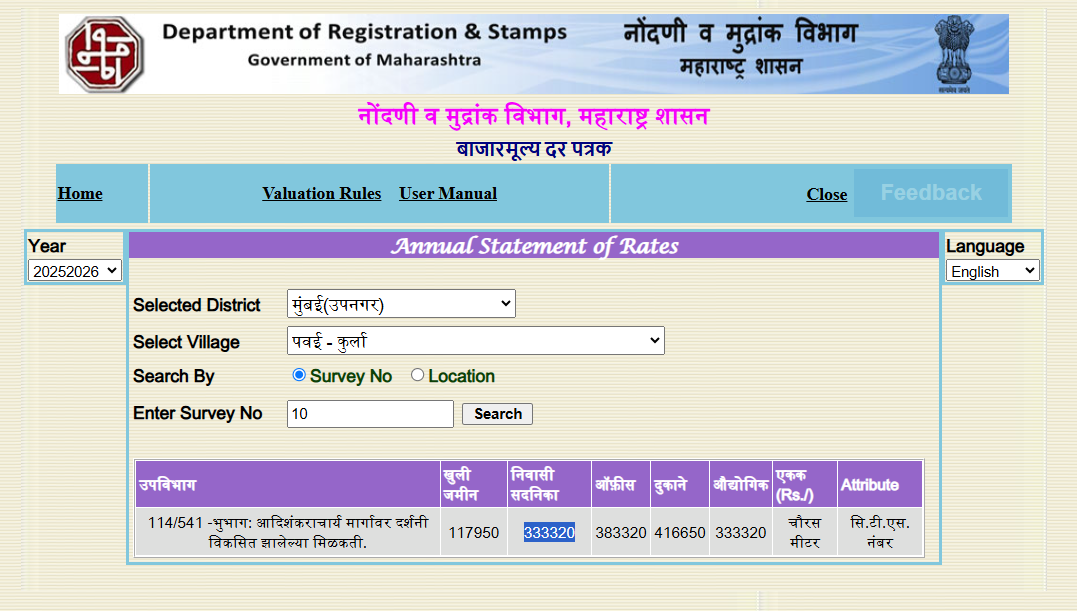 Department of Registration & Stamps
Government of Maharashtra
नोंदणी व मुद्रांक विभाग
महाराष्ट्र शासन
नोंदणी व मुद्रांक विभाग, महाराष्ट्र शासन
बाजारमूल्य दर पत्रक
Home Valuation Rules User Manual Close Feedback
Year
20252026
Annual Statement of Rates
Language
English
Selected District मुंबई(उपनगर)
Select Village पवई - कुर्ला
Search By Survey No Location
Enter Survey No 10 Search
उपविभाग खुली जमीन निवासी सदनिका ऑफ़ीस दुकाने औद्योगिक एकक (Rs./) Attribute
114/541 -भुभाग: आदिशंकराचार्य मार्गावर दर्शनी विकसित झालेल्या मिळकती. 117950 333320 383320 416650 333320 चौरस मीटर सि.टी.एस. नंबर